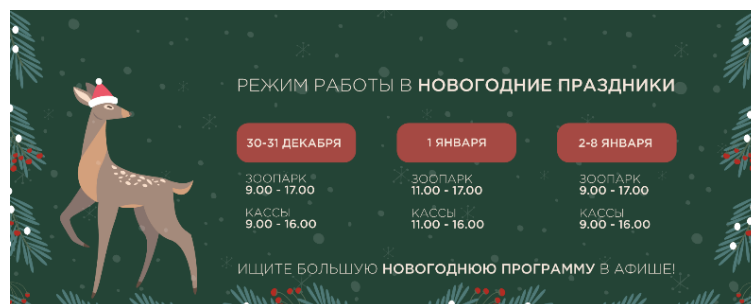 РЕЖИМ РАБОТЫ В НОВОГОДНИЕ ПРАЗДНИКИ
30-31 ДЕКАБРЯ
ЗООПАРК
9.00 - 17.00
КАССЫ
9.00 - 16.00
1 ЯНВАРЯ
ЗООПАРК
11.00 - 17.00
КАССЫ
11.00 - 16.00
2-8 ЯНВАРЯ
ЗООПАРК
9.00 - 17.00
КАССЫ
9.00 - 16.00
ИЩИТЕ БОЛЬШУЮ НОВОГОДНЮЮ ПРОГРАММУ В АФИШЕ!